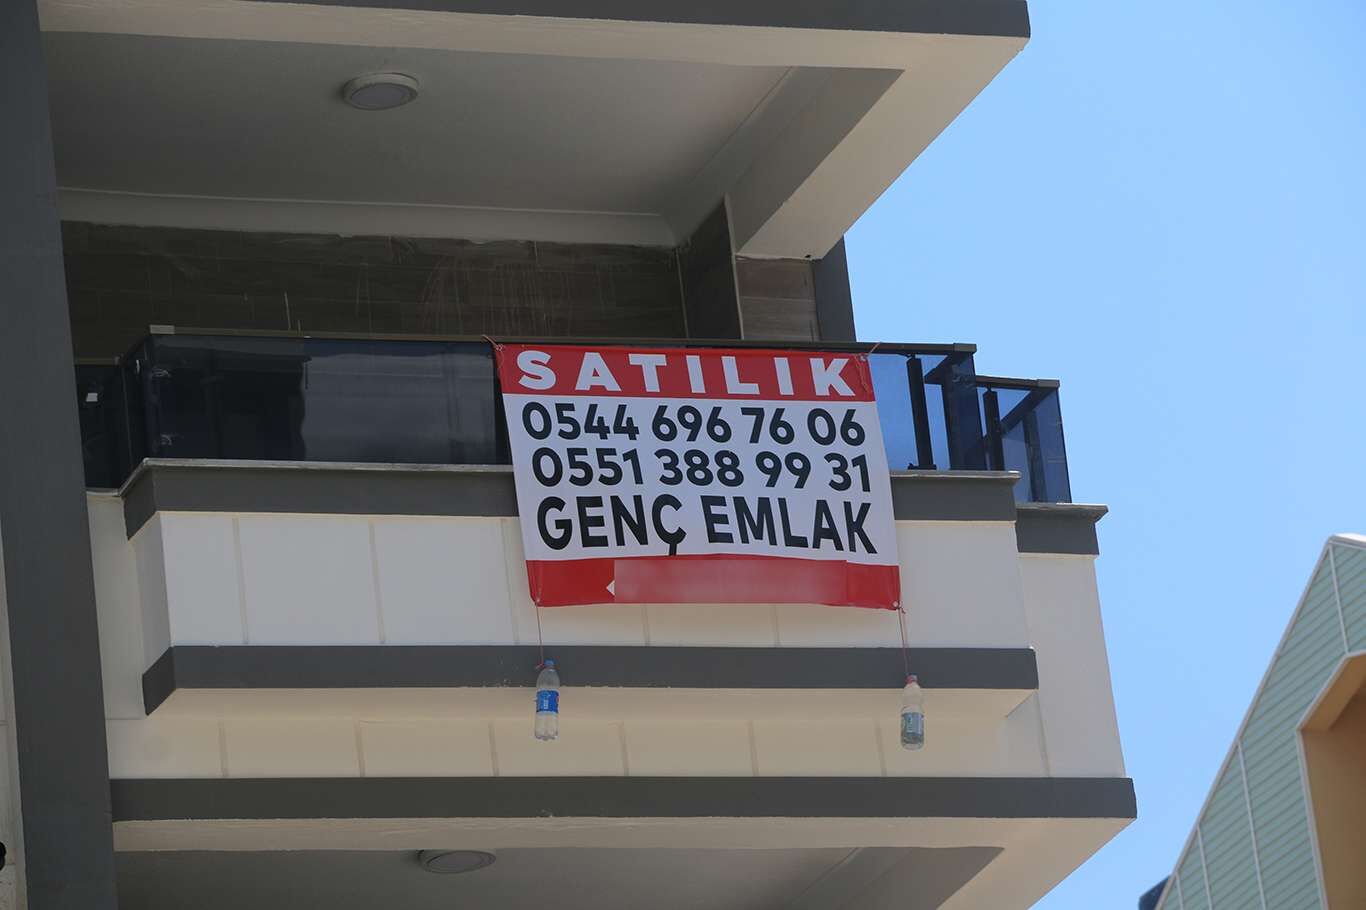 SATILIK
0544 696 76 06
0551 388 99 31
GENÇ EMLAK